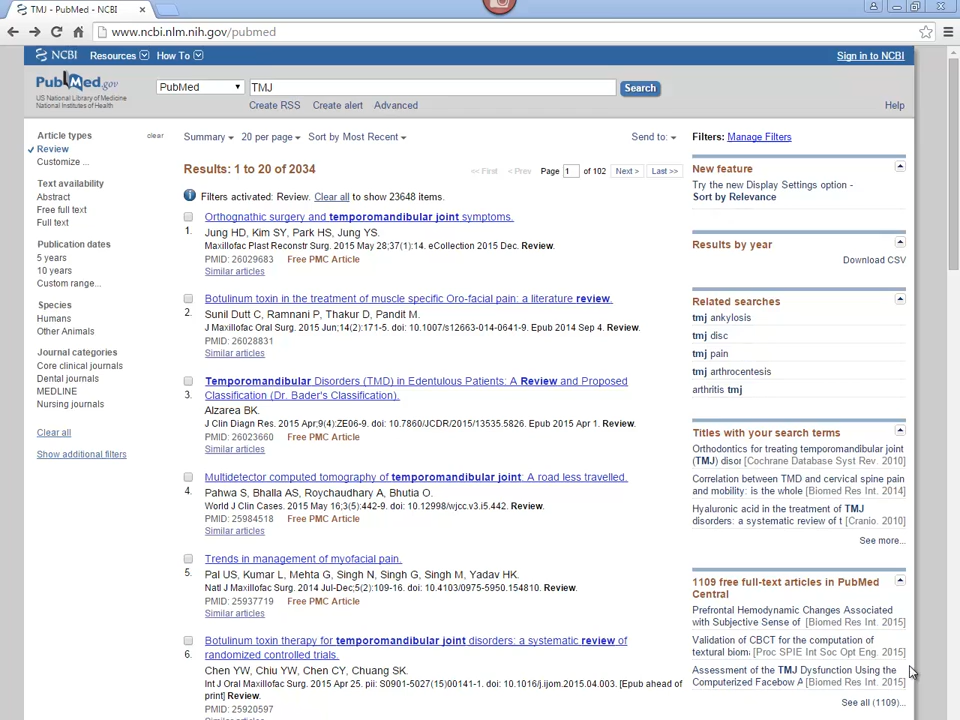 TMJ - PubMed - NCBI
www.ncbi.nlm.nih.gov/pubmed
NCBI Resources How To Sign in to NCBI
PubMed.gov
US National Library of Medicine
National Institutes of Health
PubMed TMJ Search
Create RSS Create alert Advanced Help
Article types clear
Review
Customize ...
Text availability
Abstract
Free full text
Full text
Publication dates
5 years
10 years
Custom range...
Species
Humans
Other Animals
Journal categories
Core clinical journals
Dental journals
MEDLINE
Nursing journals
Clear all
Show additional filters
Summary 20 per page Sort by Most Recent Send to:
Results: 1 to 20 of 2034
<< First < Prev Page 1 of 102 Next > Last >>
Filters activated: Review. Clear all to show 23648 items.
Orthognathic surgery and temporomandibular joint symptoms.
1. Jung HD, Kim SY, Park HS, Jung YS.
Maxillofac Plast Reconstr Surg. 2015 May 28;37(1):14. eCollection 2015 Dec. Review.
PMID: 26029683 Free PMC Article
Similar articles
Botulinum toxin in the treatment of muscle specific Oro-facial pain: a literature review.
2. Sunil Dutt C, Ramnani P, Thakur D, Pandit M.
J Maxillofac Oral Surg. 2015 Jun;14(2):171-5. doi: 10.1007/s12663-014-0641-9. Epub 2014 Sep 4. Review.
PMID: 26028831
Similar articles
Temporomandibular Disorders (TMD) in Edentulous Patients: A Review and Proposed
3. Classification (Dr. Bader's Classification).
Alzarea BK.
J Clin Diagn Res. 2015 Apr;9(4):ZE06-9. doi: 10.7860/JCDR/2015/13535.5826. Epub 2015 Apr 1. Review.
PMID: 26023660 Free PMC Article
Similar articles
Multidetector computed tomography of temporomandibular joint: A road less travelled.
4. Pahwa S, Bhalla AS, Roychaudhary A, Bhutia O.
World J Clin Cases. 2015 May 16;3(5):442-9. doi: 10.12998/wjcc.v3.i5.442. Review.
PMID: 25984518 Free PMC Article
Similar articles
Trends in management of myofacial pain.
5. Pal US, Kumar L, Mehta G, Singh N, Singh G, Singh M, Yadav HK.
Natl J Maxillofac Surg. 2014 Jul-Dec;5(2):109-16. doi: 10.4103/0975-5950.154810. Review.
PMID: 25937719 Free PMC Article
Similar articles
Botulinum toxin therapy for temporomandibular joint disorders: a systematic review of
6. randomized controlled trials.
Chen YW, Chiu YW, Chen CY, Chuang SK.
Int J Oral Maxillofac Surg. 2015 Apr 25. pii: S0901-5027(15)00141-1. doi: 10.1016/j.ijom.2015.04.003. [Epub ahead of
print] Review.
PMID: 25920597
Filters: Manage Filters
New feature
Try the new Display Settings option -
Sort by Relevance
Results by year
Download CSV
Related searches
tmj ankylosis
tmj disc
tmj pain
tmj arthrocentesis
arthritis tmj
Titles with your search terms
Orthodontics for treating temporomandibular joint
(TMJ) disor [Cochrane Database Syst Rev. 2010]
Correlation between TMD and cervical spine pain
and mobility: is the whole [Biomed Res Int. 2014]
Hyaluronic acid in the treatment of TMJ
disorders: a systematic review of t [Cranio. 2010]
See more...
1109 free full-text articles in PubMed
Central
Prefrontal Hemodynamic Changes Associated
with Subjective Sense of [Biomed Res Int. 2015]
Validation of CBCT for the computation of
textural bioma [Proc SPIE Int Soc Opt Eng. 2015]
Assessment of the TMJ Dysfunction Using the
Computerized Facebow A [Biomed Res Int. 2015]
See all (1109)...